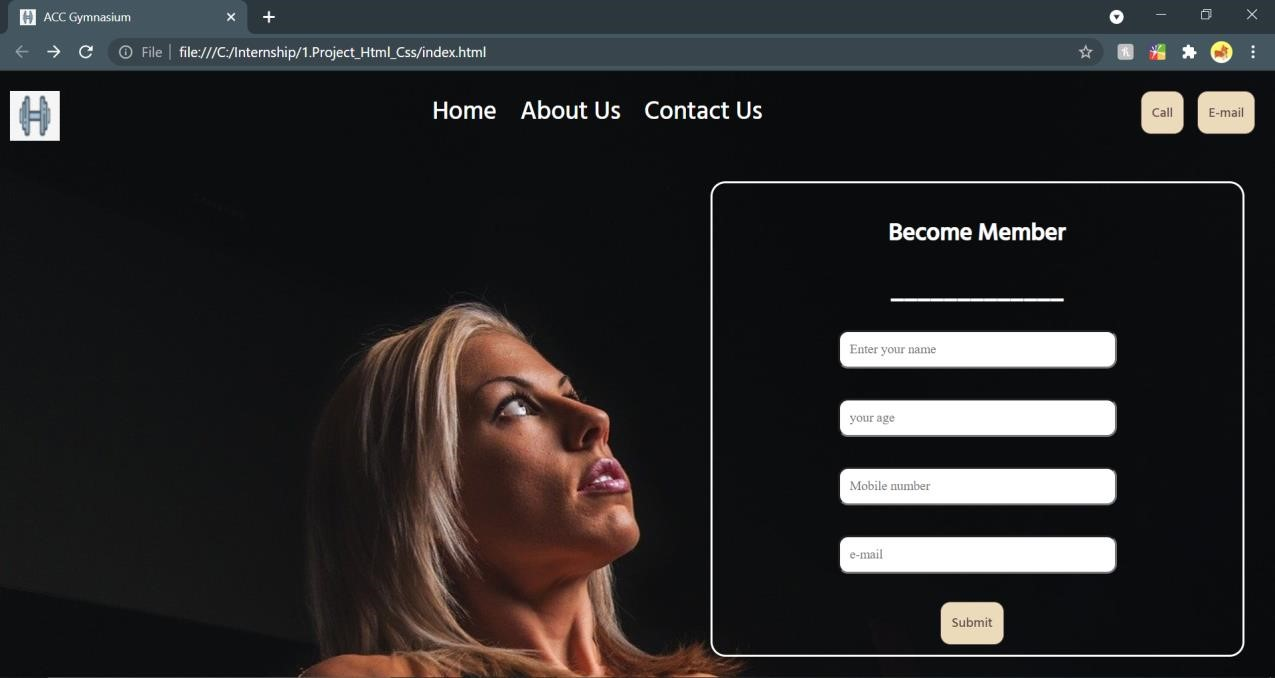 ACC Gymnasium
File | file:///C:/Internship/1.Project_Html_Css/index.html
Home About Us Contact Us Call E-mail
Become Member
Enter your name
your age
Mobile number
e-mail
Submit